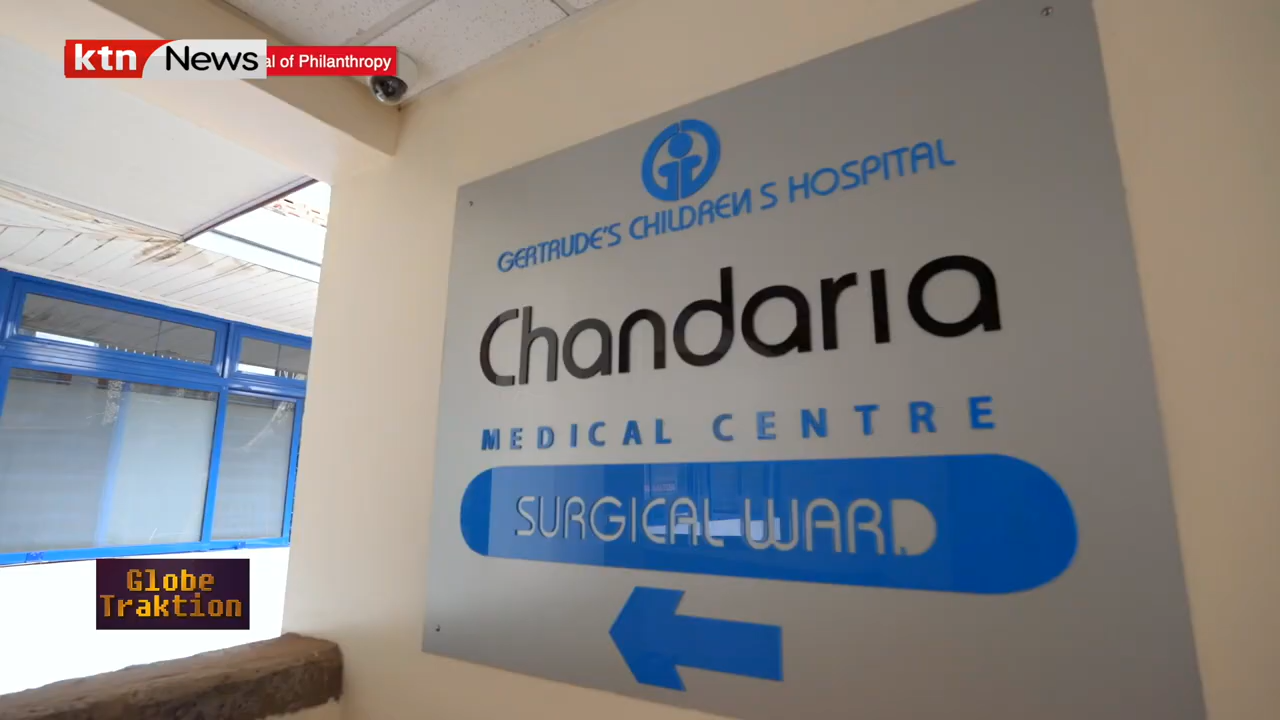 ktn News al of Philanthropy
GERTRUDE'S CHILDREN S HOSPITAL
Chandaria
MEDICAL CENTRE
SURGICAL WARD
Globe
Traktion